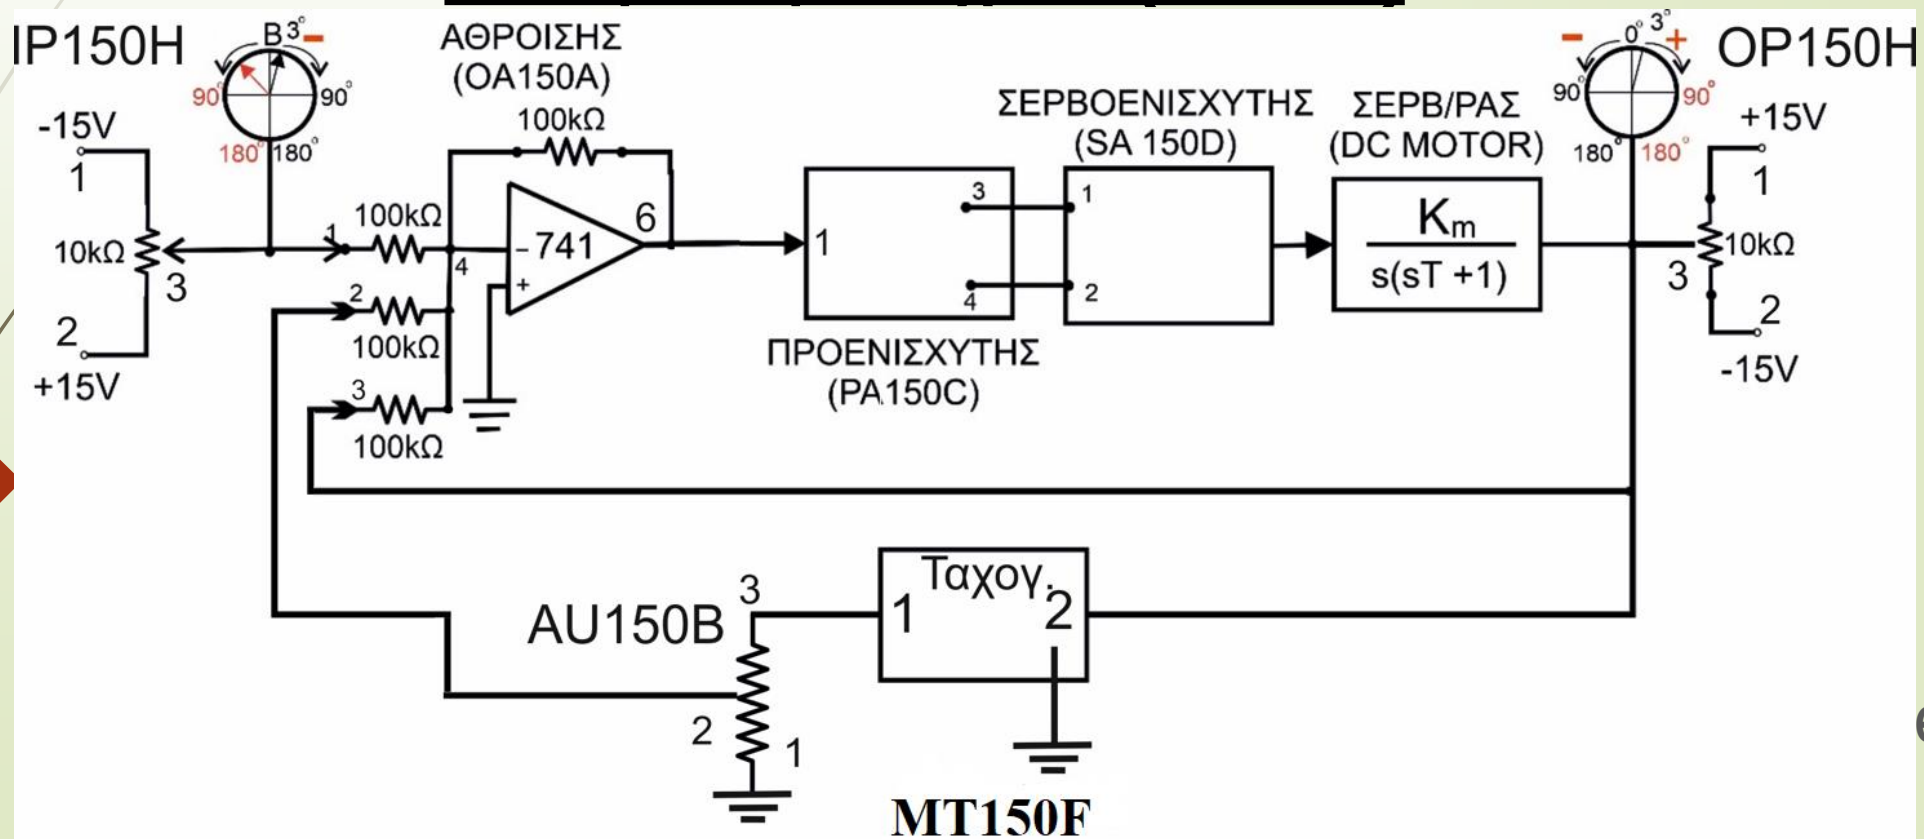 IP150H
B 3°
-
90°
90°
180° 180°
-15V
1
10kΩ
3
2
+15V
ΑΘΡΟΙΣΗΣ
(OA150A)
100kΩ
1
100kΩ
4
2
100kΩ
3
100kΩ
-
741
+
6
1
3
4
ΠΡΟΕΝΙΣΧΥΤΗΣ
(PA150C)
ΣΕΡΒΟΕΝΙΣΧΥΤΗΣ
(SA 150D)
1
2
ΣΕΡΒ/ΡΑΣ
(DC MOTOR)
Km
s(sT +1)
OP150H
- 0° 3° +
90°
90°
180° 180°
+15V
1
10kΩ
3
2
-15V
AU150B
3
2
1
Ταχογ.
1
2
MT150F